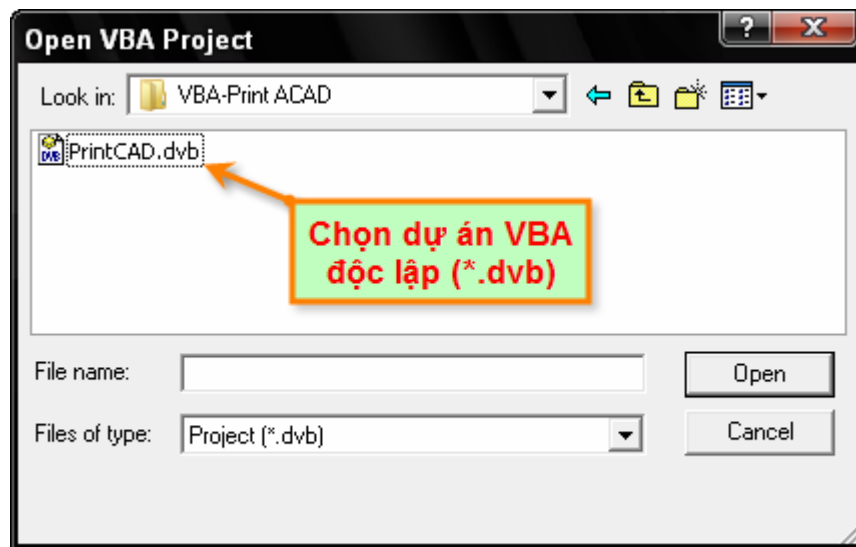 Open VBA Project
?
X
Look in:
VBA-Print ACAD
DVB
PrintCAD.dvb
Chọn dự án VBA
độc lập (*.dvb)
File name:
Open
Files of type:
Project (*.dvb)
Cancel